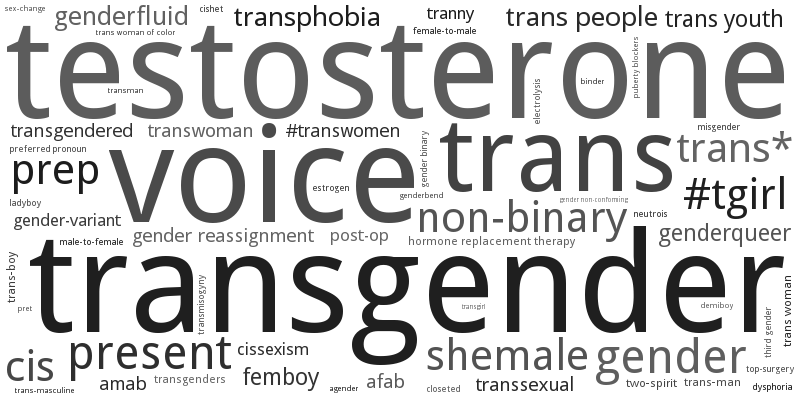 sex-change
genderfluid
cishet
transphobia
tranny
trans people
trans youth
trans woman of color
female-to-male
testosterone
transman
electrolysis
binder
puberty blockers
transgendered
transwoman
#transwomen
misgender
preferred pronoun
prep
voice
estrogen
gender binary
trans
trans*
ladyboy
genderbend
gender non-conforming
#tgirl
gender-variant
non-binary
neutrois
male-to-female
gender reassignment
post-op
hormone replacement therapy
genderqueer
trans-boy
transgender
pret
transmisogyny
transgirl
demiboy
third gender
trans woman
cis
present
cissexism
shemale
gender
trans-masculine
amab
transgenders
femboy
agender
afab
closeted
transsexual
two-spirit
trans-man
top-surgery
dysphoria